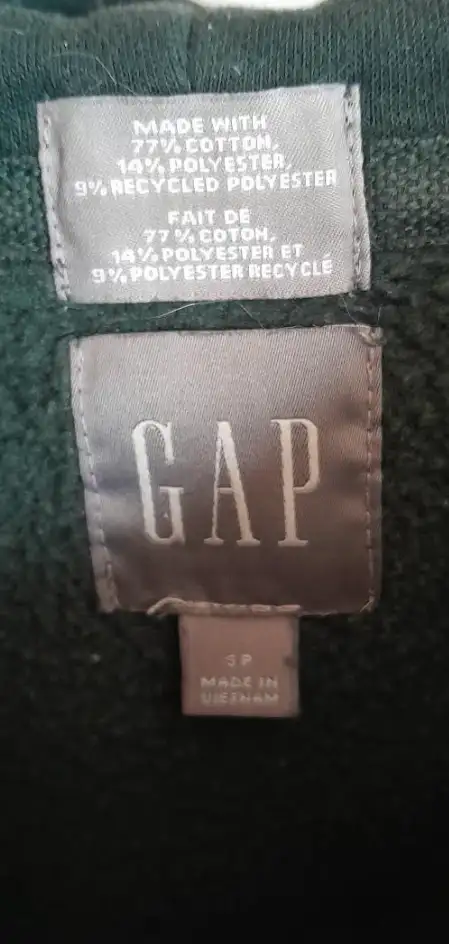 MADE WITH
77% COTTON,
14% POLYESTER,
9% RECYCLED POLYESTER
FAIT DE
77 % COTON,
14 % POLYESTER ET
9 % POLYESTER RECYCLÉ
GAP
SP
MADE IN
VIETNAM